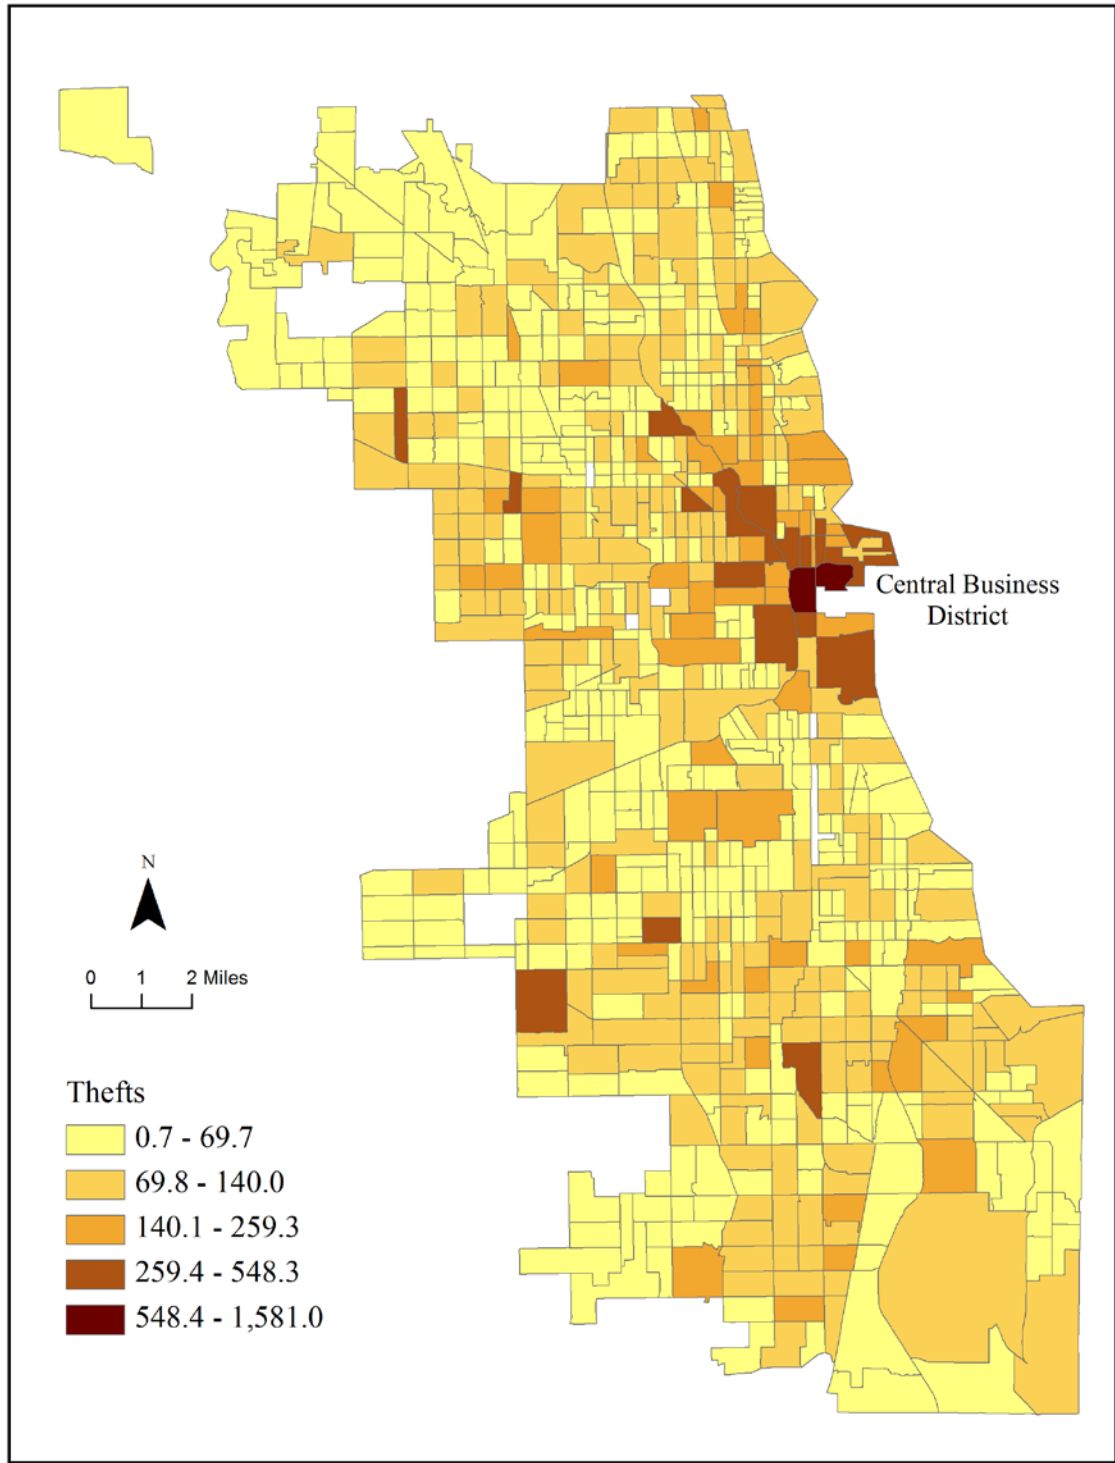 Central Business
District
N
0 1 2 Miles
Thefts
0.7 - 69.7
69.8 - 140.0
140.1 - 259.3
259.4 - 548.3
548.4 - 1,581.0